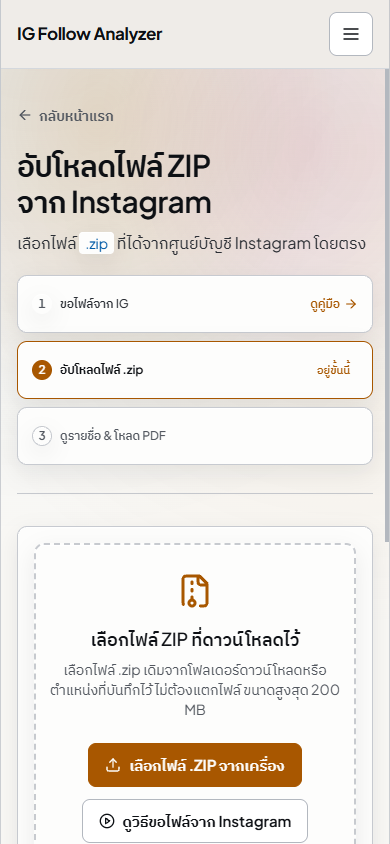 IG Follow Analyzer
กลับหน้าแรก
อัปโหลดไฟล์ ZIP
จาก Instagram
เลือกไฟล์ .zip ที่ได้จากศูนย์บัญชี Instagram โดยตรง
1 ขอไฟล์จาก IG ดูคู่มือ
2 อัปโหลดไฟล์ .zip อยู่ขั้นนี้
3 ดูรายชื่อ & โหลด PDF
เลือกไฟล์ ZIP ที่ดาวน์โหลดไว้
เลือกไฟล์ .zip เดิมจากโฟลเดอร์ดาวน์โหลดหรือ
ตำแหน่งที่บันทึกไว้ ไม่ต้องแตกไฟล์ ขนาดสูงสุด 200
MB
เลือกไฟล์ .ZIP จากเครื่อง
ดูวิธีขอไฟล์จาก Instagram